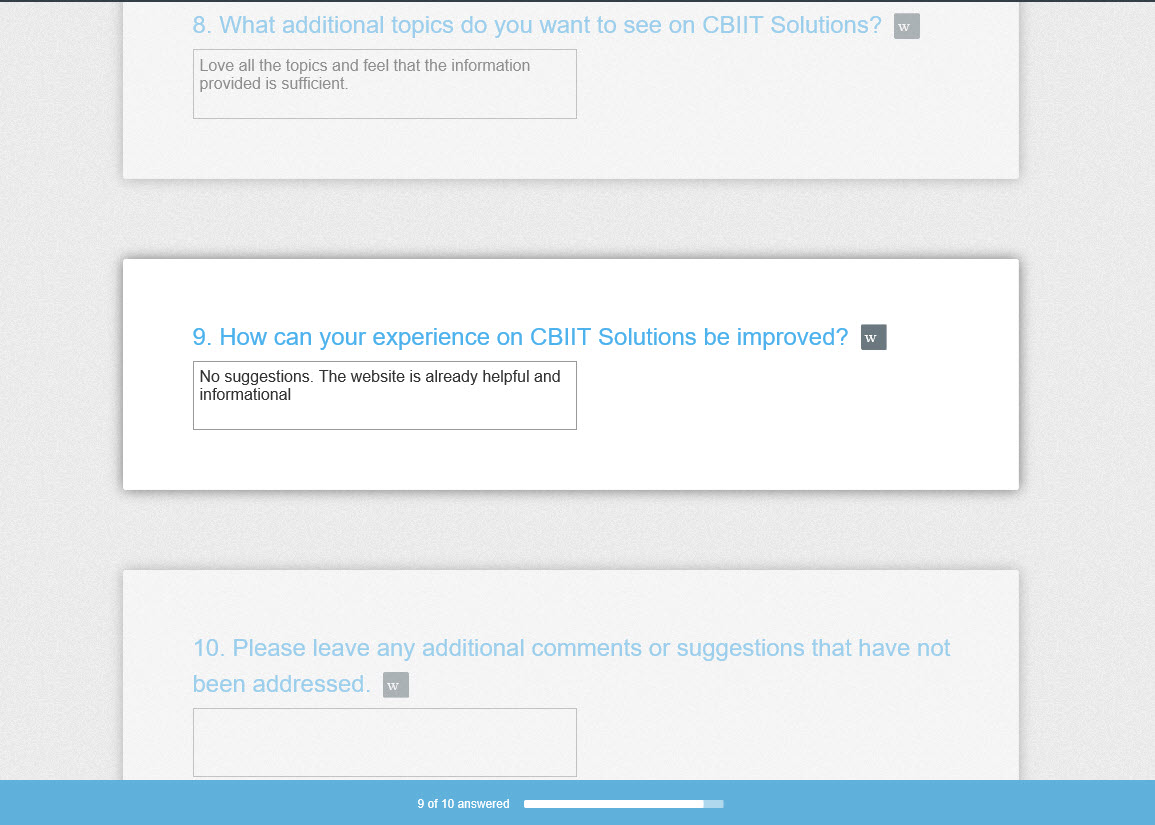 8. What additional topics do you want to see on CBIIT Solutions? w
Love all the topics and feel that the information
provided is sufficient.
9. How can your experience on CBIIT Solutions be improved? w
No suggestions. The website is already helpful and
informational
10. Please leave any additional comments or suggestions that have not
been addressed. w
9 of 10 answered